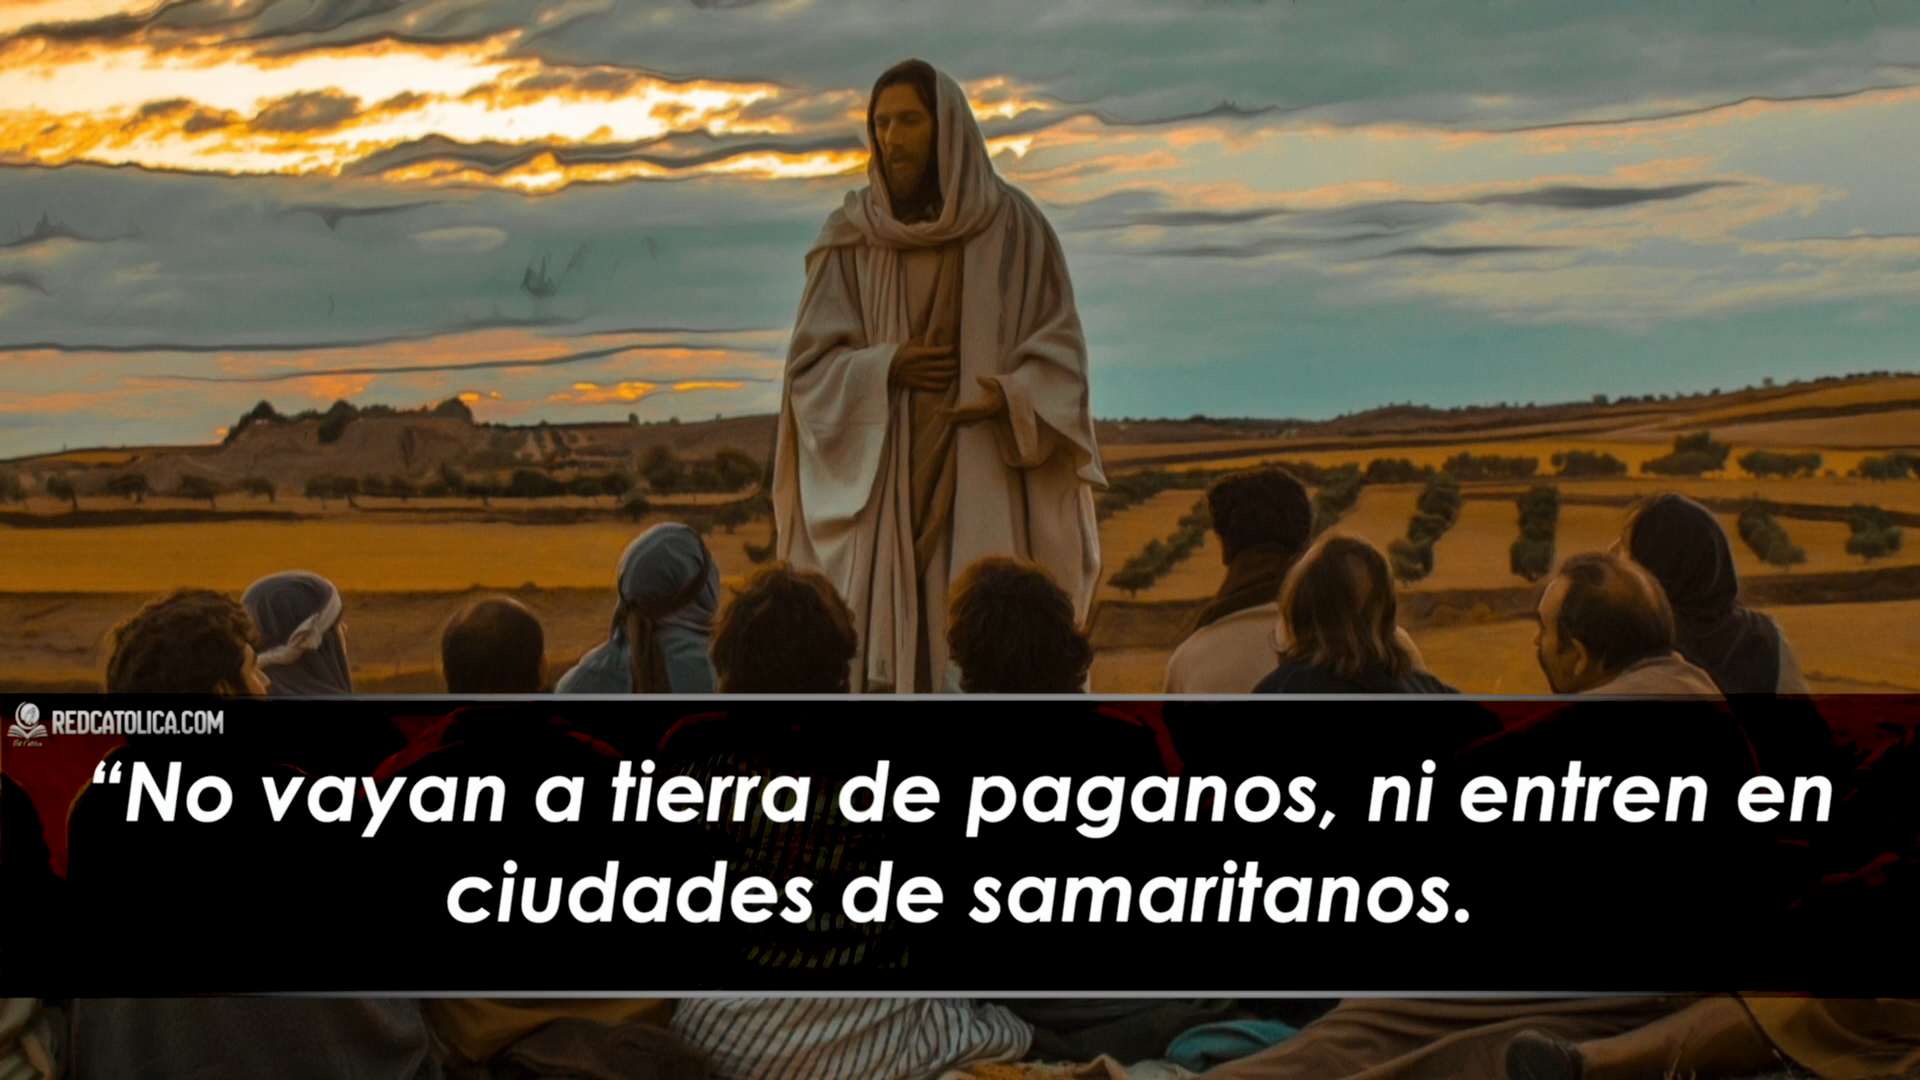 REDCATOLICA.COM
“No vayan a tierra de paganos, ni entren en
ciudades de samaritanos.